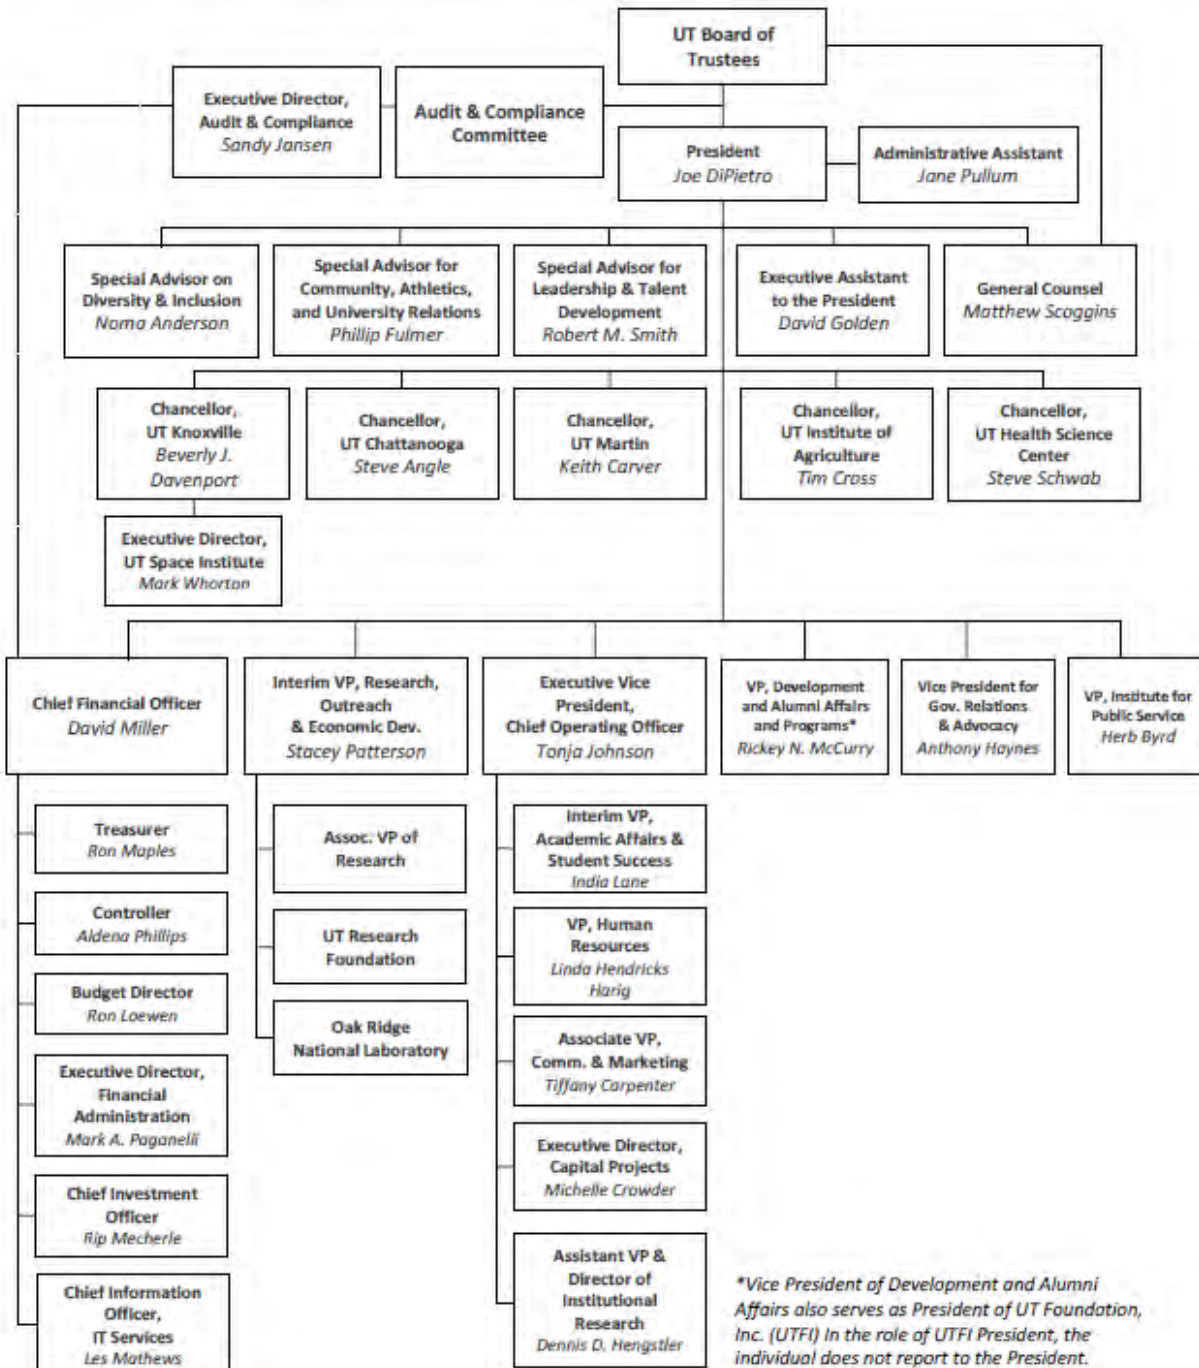 UT Board of
Trustees
Executive Director,
Audit & Compliance
Sandy Jansen
Audit & Compliance
Committee
President
Joe DiPietro
Administrative Assistant
Jane Pullum
Special Advisor on
Diversity & Inclusion
Noma Anderson
Special Advisor for
Community, Athletics,
and University Relations
Phillip Fulmer
Special Advisor for
Leadership & Talent
Development
Robert M. Smith
Executive Assistant
to the President
David Golden
General Counsel
Matthew Scoggins
Chancellor,
UT Knoxville
Beverly J.
Davenport
Chancellor,
UT Chattanooga
Steve Angle
Chancellor,
UT Martin
Keith Carver
Chancellor,
UT Institute of
Agriculture
Tim Cross
Chancellor,
UT Health Science
Center
Steve Schwab
Executive Director,
UT Space Institute
Mark Whorton
Chief Financial Officer
David Miller
Interim VP, Research,
Outreach
& Economic Dev.
Stacey Patterson
Executive Vice
President,
Chief Operating Officer
Tonja Johnson
VP, Development
and Alumni Affairs
and Programs*
Rickey N. McCurry
Vice President for
Gov. Relations
& Advocacy
Anthony Haynes
VP, Institute for
Public Service
Herb Byrd
Treasurer
Ron Maples
Controller
Aldena Phillips
Budget Director
Ron Loewen
Executive Director,
Financial
Administration
Mark A. Paganelli
Chief Investment
Officer
Rip Mecherle
Chief Information
Officer,
IT Services
Les Mathews
Assoc. VP of
Research
UT Research
Foundation
Oak Ridge
National Laboratory
Interim VP,
Academic Affairs &
Student Success
India Lane
VP, Human
Resources
Linda Hendricks
Harig
Associate VP,
Comm. & Marketing
Tiffany Carpenter
Executive Director,
Capital Projects
Michelle Crowder
Assistant VP &
Director of
Institutional
Research
Dennis D. Hengstler
*Vice President of Development and Alumni
Affairs also serves as President of UT Foundation,
Inc. (UTFI) In the role of UTFI President, the
individual does not report to the President.